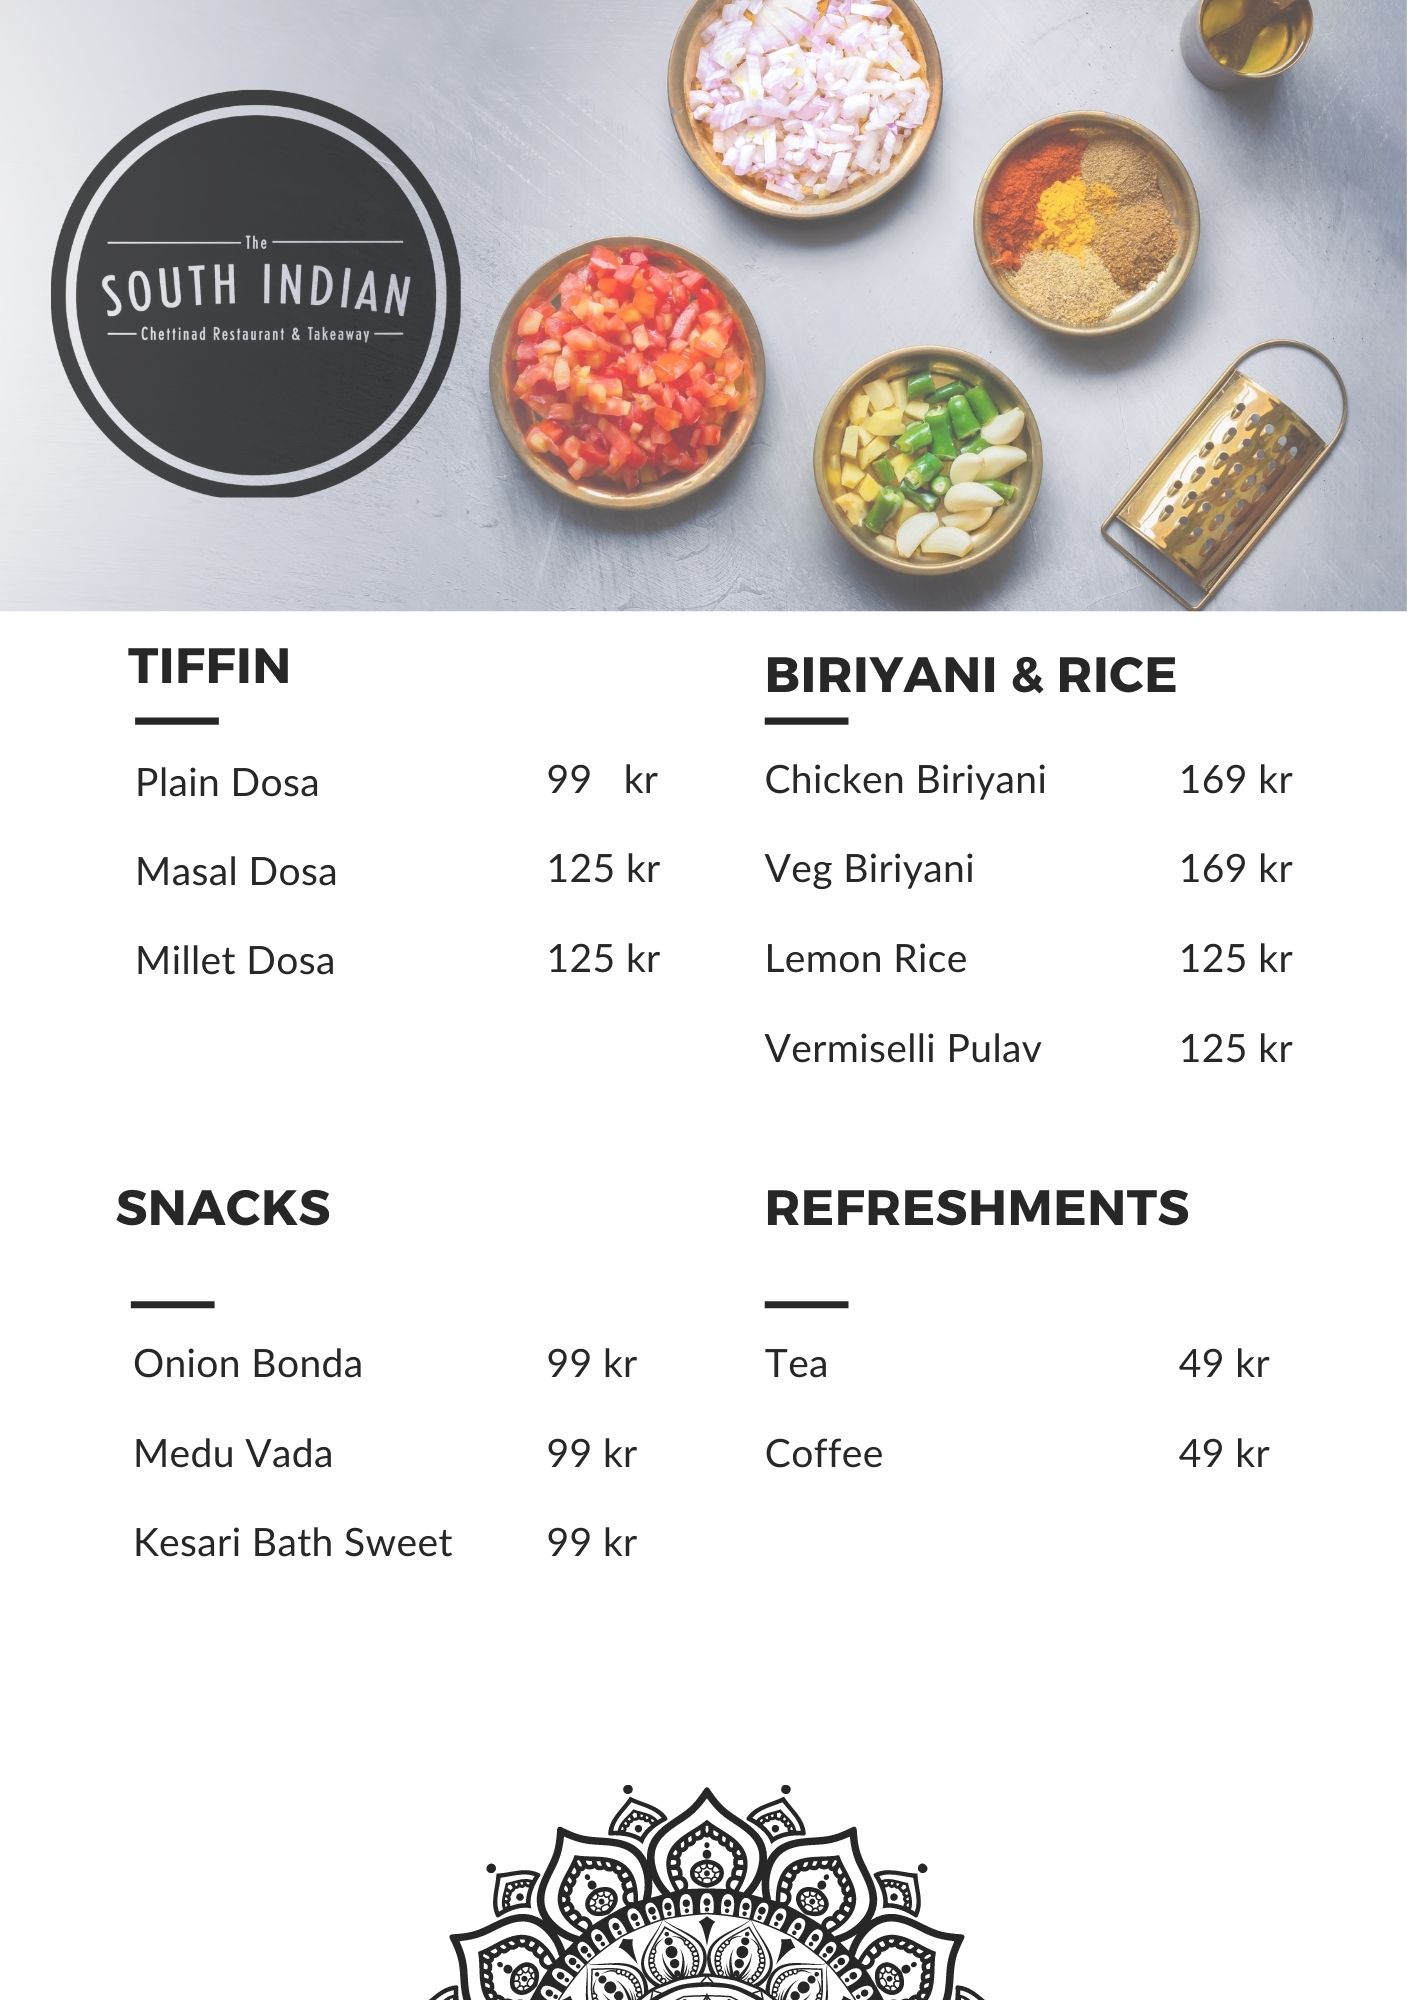 The
SOUTH INDIAN
Chettinad Restaurant & Takeaway
TIFFIN
Plain Dosa 99 kr
Masal Dosa 125 kr
Millet Dosa 125 kr
BIRIYANI & RICE
Chicken Biriyani 169 kr
Veg Biriyani 169 kr
Lemon Rice 125 kr
Vermiselli Pulav 125 kr
SNACKS
Onion Bonda 99 kr
Medu Vada 99 kr
Kesari Bath Sweet 99 kr
REFRESHMENTS
Tea 49 kr
Coffee 49 kr